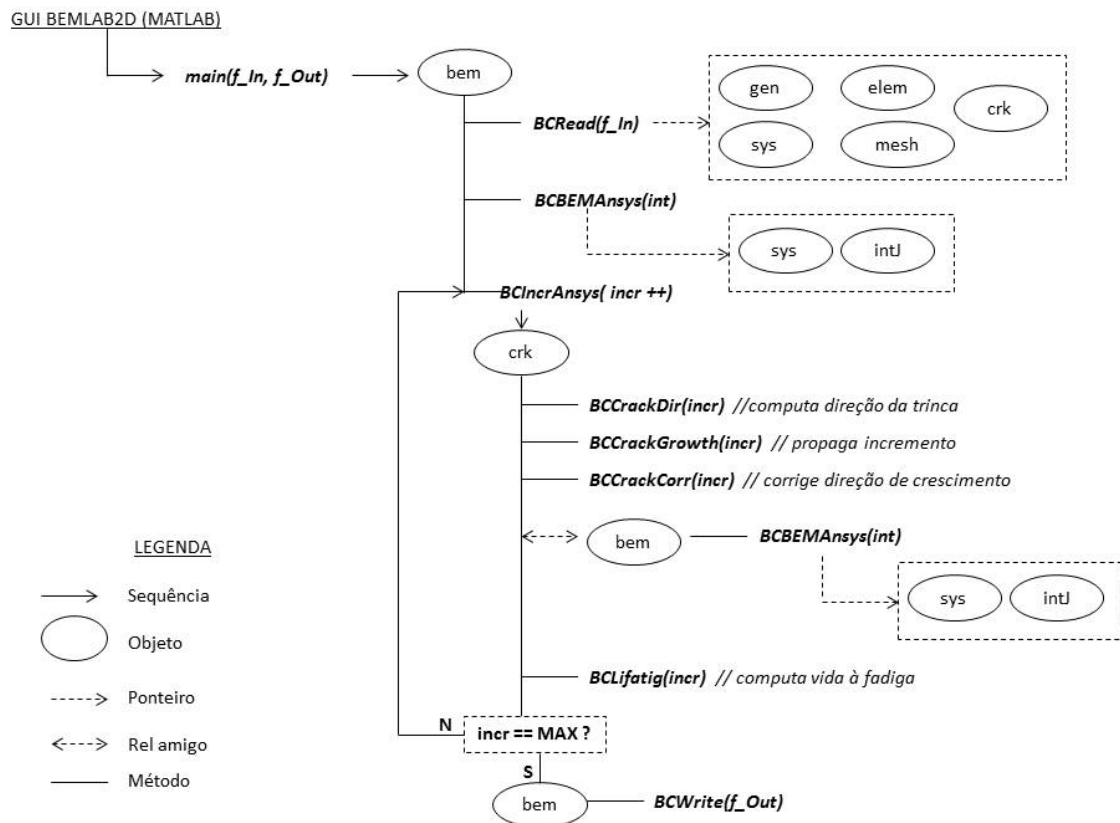 GUI BEMLAB2D (MATLAB)
main(f_In, f_Out)
bem
BCRead(f_In)
gen
elem
crk
sys
mesh
BCBEMAnsys(int)
sys
intJ
BCIncrAnsys( incr ++)
crk
BCCrackDir(incr) //computa direção da trinca
BCCrackGrowth(incr) // propaga incremento
BCCrackCorr(incr) // corrige direção de crescimento
bem
BCBEMAnsys(int)
sys
intJ
BCLifatig(incr) // computa vida à fadiga
N
incr == MAX ?
S
bem
BCWrite(f_Out)
LEGENDA
Sequência
Objeto
Ponteiro
Rel amigo
Método